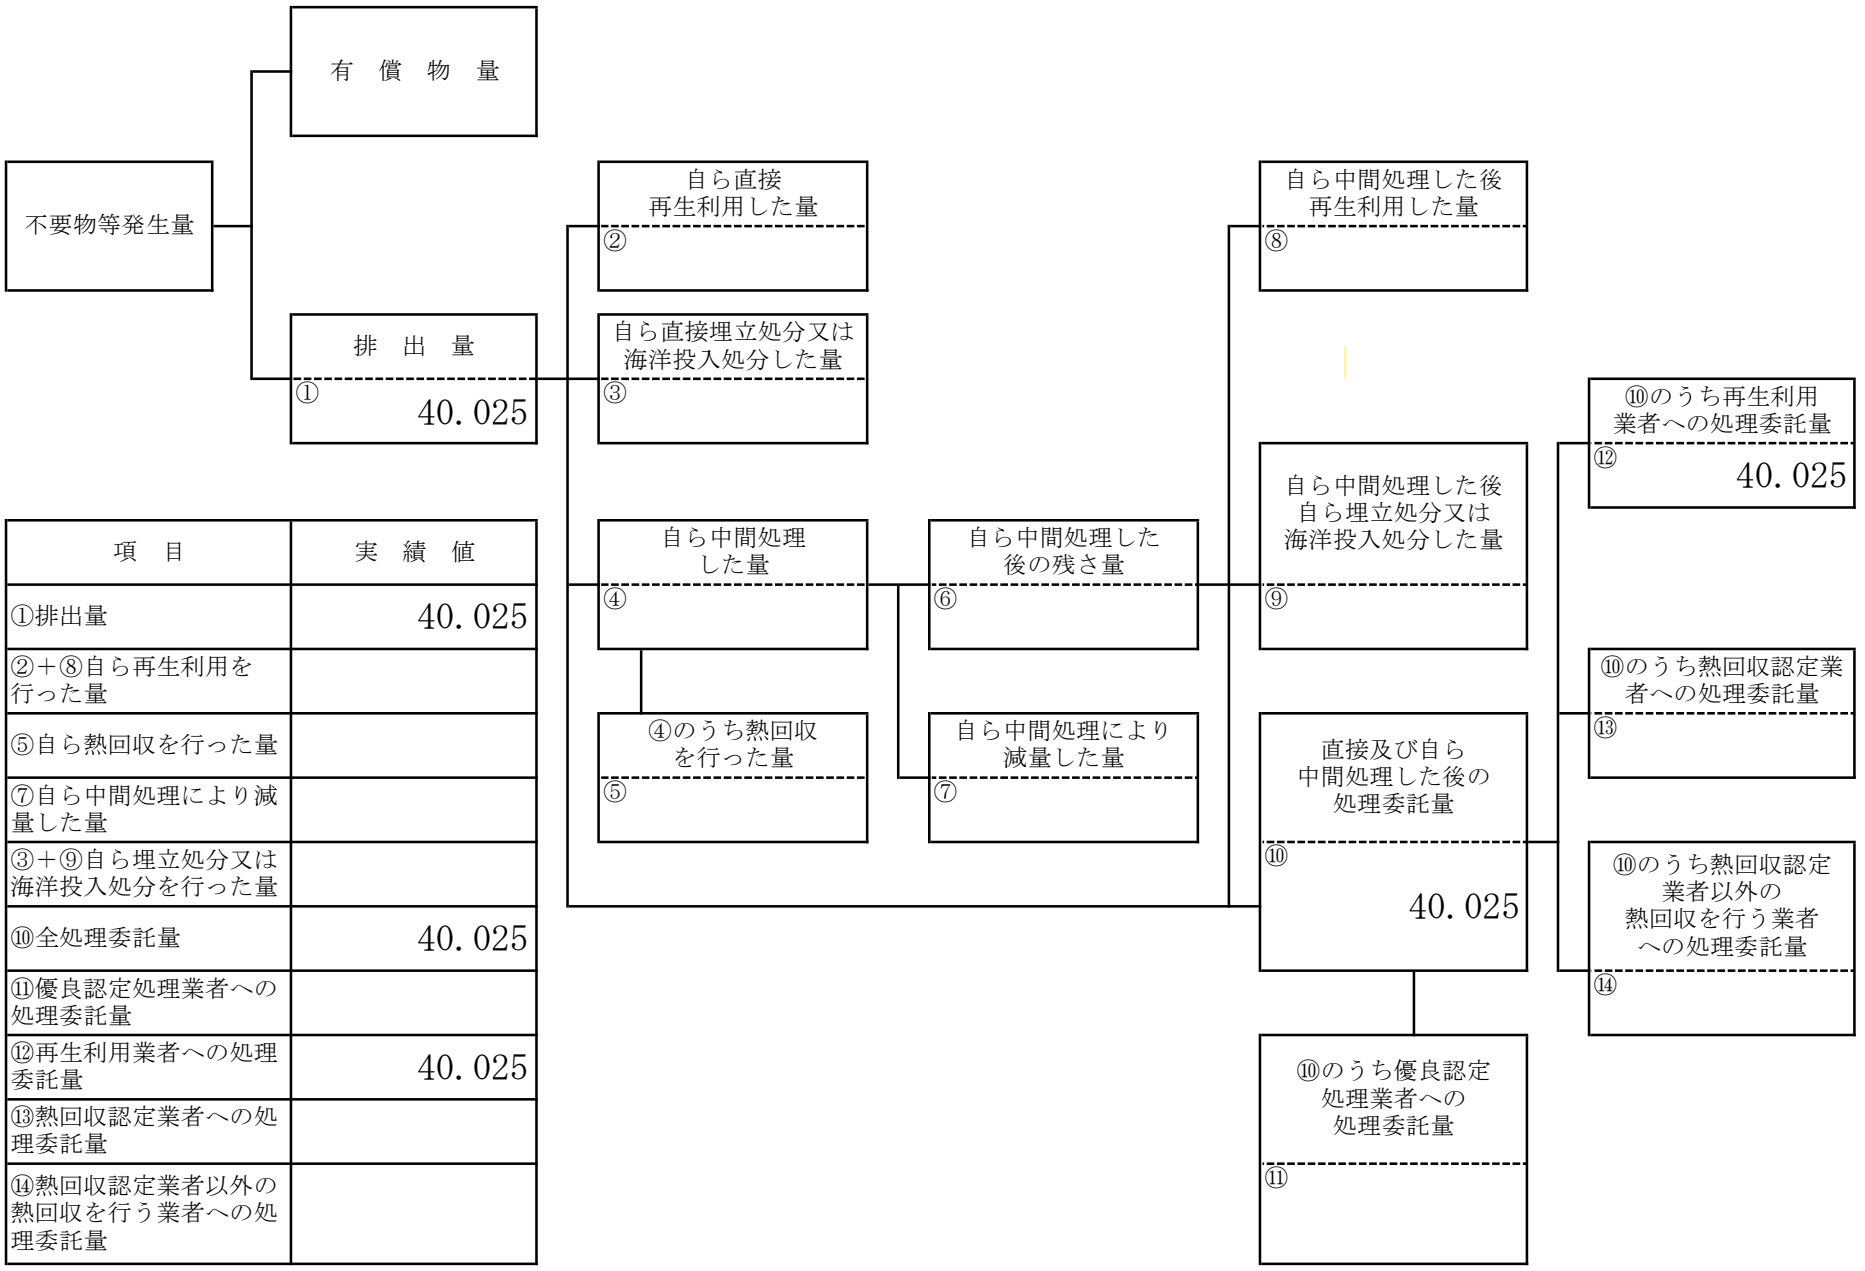 有　償　物　量
不要物等発生量
排　出　量
①
40.025
自ら直接
再生利用した量
②
自ら直接埋立処分又は
海洋投入処分した量
③
自ら中間処理
した量
④
④のうち熱回収
を行った量
⑤
自ら中間処理した
後の残さ量
⑥
自ら中間処理により
減量した量
⑦
自ら中間処理した後
再生利用した量
⑧
自ら中間処理した後
自ら埋立処分又は
海洋投入処分した量
⑨
直接及び自ら
中間処理した後の
処理委託量
⑩
40.025
⑩のうち優良認定
処理業者への
処理委託量
⑪
⑩のうち再生利用
業者への処理委託量
⑫
40.025
⑩のうち熱回収認定業
者への処理委託量
⑬
⑩のうち熱回収認定
業者以外の
熱回収を行う業者
への処理委託量
⑭
項　目　実　績　値
①排出量　40.025
②＋⑧自ら再生利用を
行った量
⑤自ら熱回収を行った量
⑦自ら中間処理により減
量した量
③＋⑨自ら埋立処分又は
海洋投入処分を行った量
⑩全処理委託量　40.025
⑪優良認定処理業者への
処理委託量
⑫再生利用業者への処理
委託量　40.025
⑬熱回収認定業者への処
理委託量
⑭熱回収認定業者以外の
熱回収を行う業者への処
理委託量